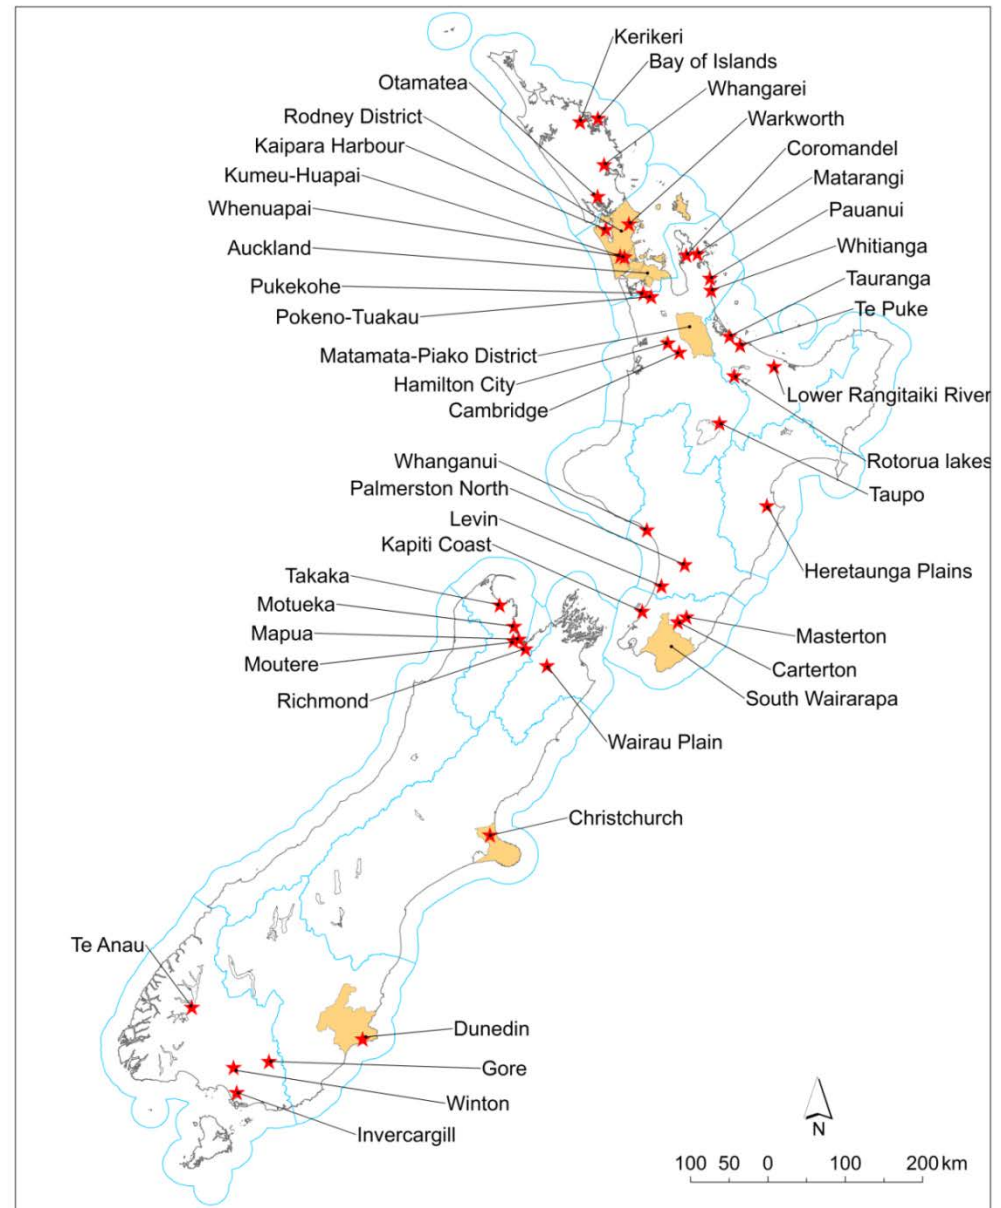 Kerikeri
Bay of Islands
Otamatea
Whangarei
Rodney District
Warkworth
Kaipara Harbour
Coromandel
Kumeu-Huapai
Matarangi
Whenuapai
Pauanui
Auckland
Whitianga
Pukekohe
Tauranga
Pokeno-Tuakau
Te Puke
Matamata-Piako District
Hamilton City
Lower Rangitaiki River
Cambridge
Whanganui
Rotorua lakes
Palmerston North
Taupo
Levin
Kapiti Coast
Heretaunga Plains
Takaka
Motueka
Mapua
Masterton
Moutere
Carterton
Richmond
South Wairarapa
Wairau Plain
Christchurch
Te Anau
Dunedin
Gore
Winton
Invercargill
N
100 50 0 100 200 km